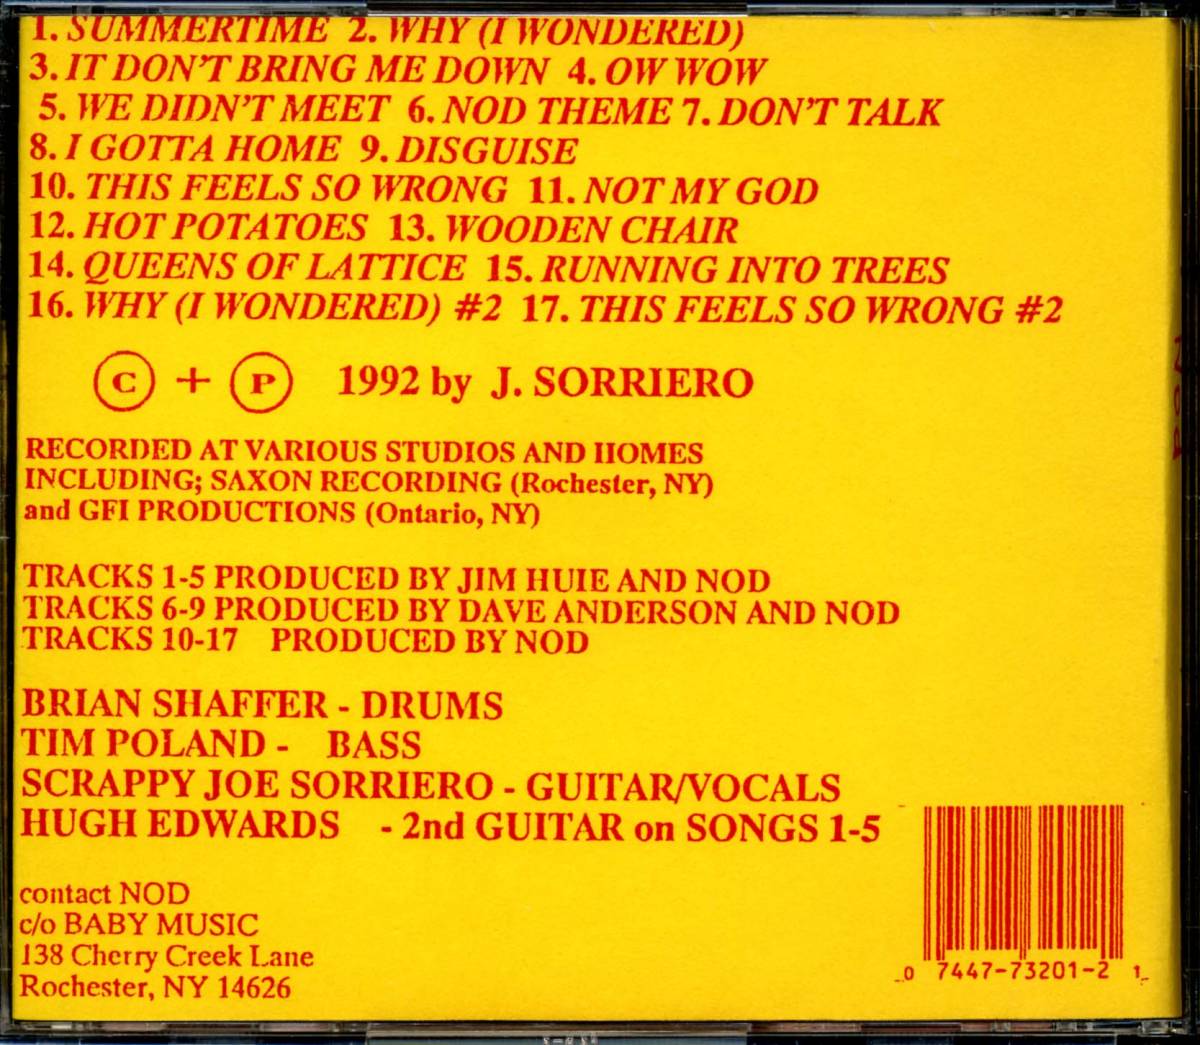 1. SUMMERTIME 2. WHY (I WONDERED)
3. IT DON'T BRING ME DOWN 4. OW WOW
5. WE DIDN'T MEET 6. NOD THEME 7. DON'T TALK
8. I GOTTA HOME 9. DISGUISE
10. THIS FEELS SO WRONG 11. NOT MY GOD
12. HOT POTATOES 13. WOODEN CHAIR
14. QUEENS OF LATTICE 15. RUNNING INTO TREES
16. WHY (I WONDERED) #2 17. THIS FEELS SO WRONG #2
C + P 1992 by J. SORRIERO
RECORDED AT VARIOUS STUDIOS AND HOMES
INCLUDING; SAXON RECORDING (Rochester, NY)
and GFI PRODUCTIONS (Ontario, NY)
TRACKS 1-5 PRODUCED BY JIM HUIE AND NOD
TRACKS 6-9 PRODUCED BY DAVE ANDERSON AND NOD
TRACKS 10-17 PRODUCED BY NOD
BRIAN SHAFFER - DRUMS
TIM POLAND - BASS
SCRAPPY JOE SORRIERO - GUITAR/VOCALS
HUGH EDWARDS - 2nd GUITAR on SONGS 1-5
contact NOD
c/o BABY MUSIC
138 Cherry Creek Lane
Rochester, NY 14626
0 7447-73201-2 1